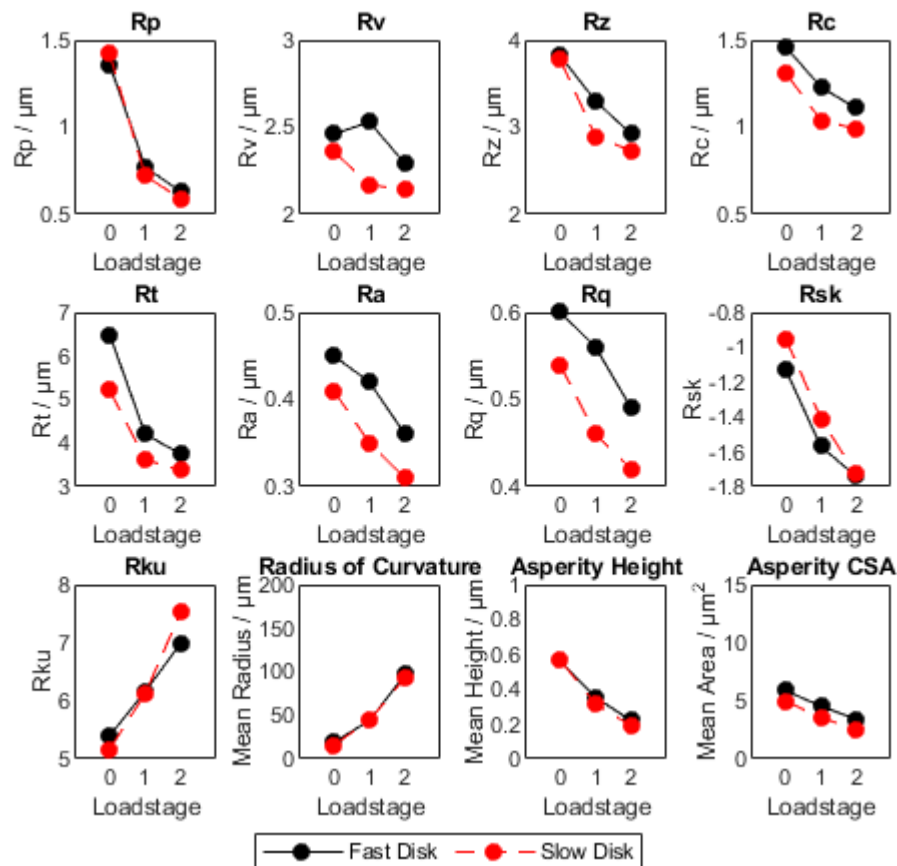 Rp
Rv
Rz
Rc
1.5
1
0.5
Rp / µm
0 1 2
Loadstage
3
2.5
2
Rv / µm
0 1 2
Loadstage
4
3
2
Rz / µm
0 1 2
Loadstage
1.5
1
0.5
Rc / µm
0 1 2
Loadstage
Rt
Ra
Rq
Rsk
7
6
5
4
3
Rt / µm
0 1 2
Loadstage
0.5
0.4
0.3
Ra / µm
0 1 2
Loadstage
0.6
0.5
0.4
Rq / µm
0 1 2
Loadstage
-0.8
-1
-1.2
-1.4
-1.6
-1.8
Rsk
0 1 2
Loadstage
Rku
Radius of Curvature
Asperity Height
Asperity CSA
8
7
6
5
Rku
0 1 2
Loadstage
200
150
100
50
0
Mean Radius / µm
0 1 2
Loadstage
1
0.8
0.6
0.4
0.2
0
Mean Height / µm
0 1 2
Loadstage
15
10
5
0
Mean Area / µm²
0 1 2
Loadstage
Fast Disk
Slow Disk